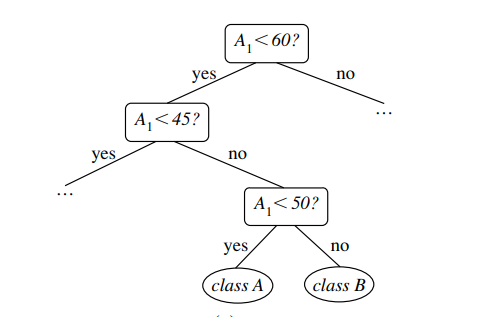 A1<60?
yes
no
A1<45?
...
yes
no
...
A1<50?
yes
no
class A
class B